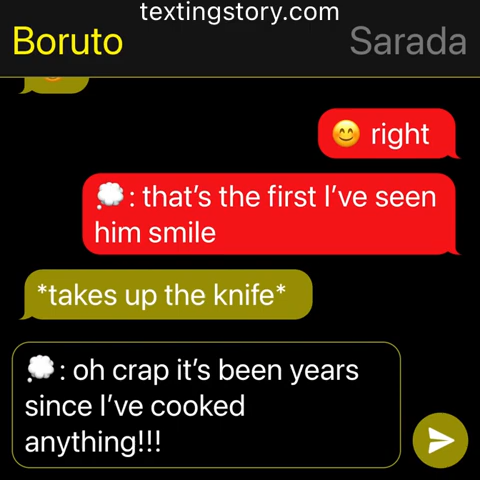 textingstory.com
Boruto
Sarada
😊 right
💭: that’s the first I’ve seen
him smile
*takes up the knife*
💭: oh crap it’s been years
since I’ve cooked
anything!!!